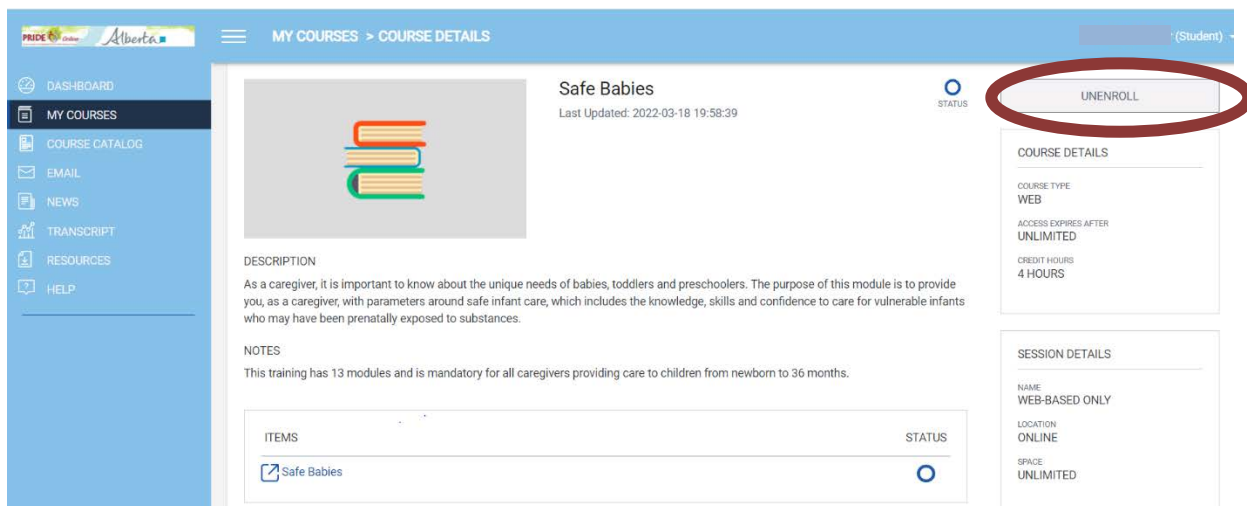 PRIDE Online Alberta
MY COURSES > COURSE DETAILS
(Student)
DASHBOARD
MY COURSES
COURSE CATALOG
EMAIL
NEWS
TRANSCRIPT
RESOURCES
HELP
Safe Babies
Last Updated: 2022-03-18 19:58:39
STATUS
DESCRIPTION
As a caregiver, it is important to know about the unique needs of babies, toddlers and preschoolers. The purpose of this module is to provide
you, as a caregiver, with parameters around safe infant care, which includes the knowledge, skills and confidence to care for vulnerable infants
who may have been prenatally exposed to substances.
NOTES
This training has 13 modules and is mandatory for all caregivers providing care to children from newborn to 36 months.
ITEMS STATUS
Safe Babies
UNENROLL
COURSE DETAILS
COURSE TYPE
WEB
ACCESS EXPIRES AFTER
UNLIMITED
CREDIT HOURS
4 HOURS
SESSION DETAILS
NAME
WEB-BASED ONLY
LOCATION
ONLINE
SPACE
UNLIMITED